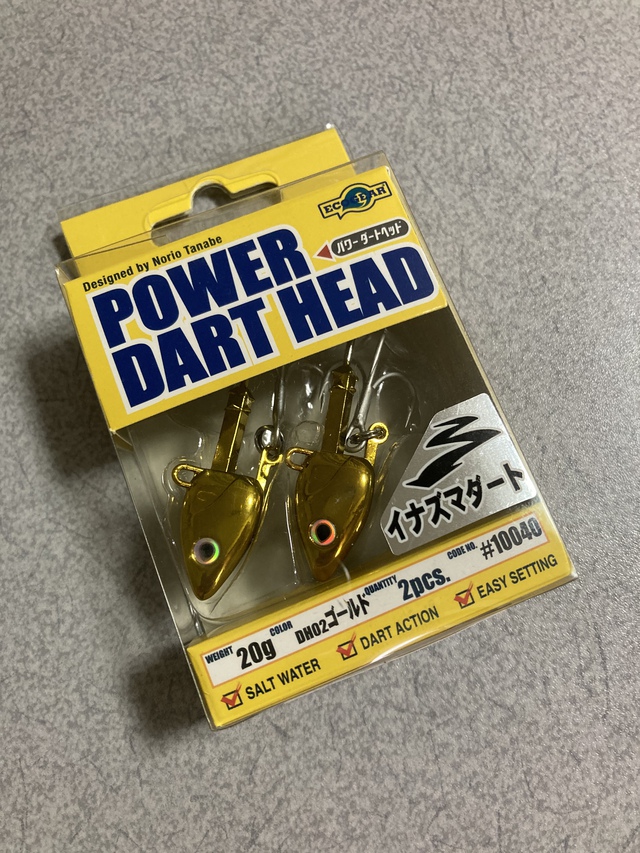 Designed by Norio Tanabe
パワーダートヘッド
POWER
DART HEAD
イナズマダート
WEIGHT 20g COLOR DH02ゴールド QUANTITY 2pcs. CODE NO. #10040
SALT WATER DART ACTION EASY SETTING